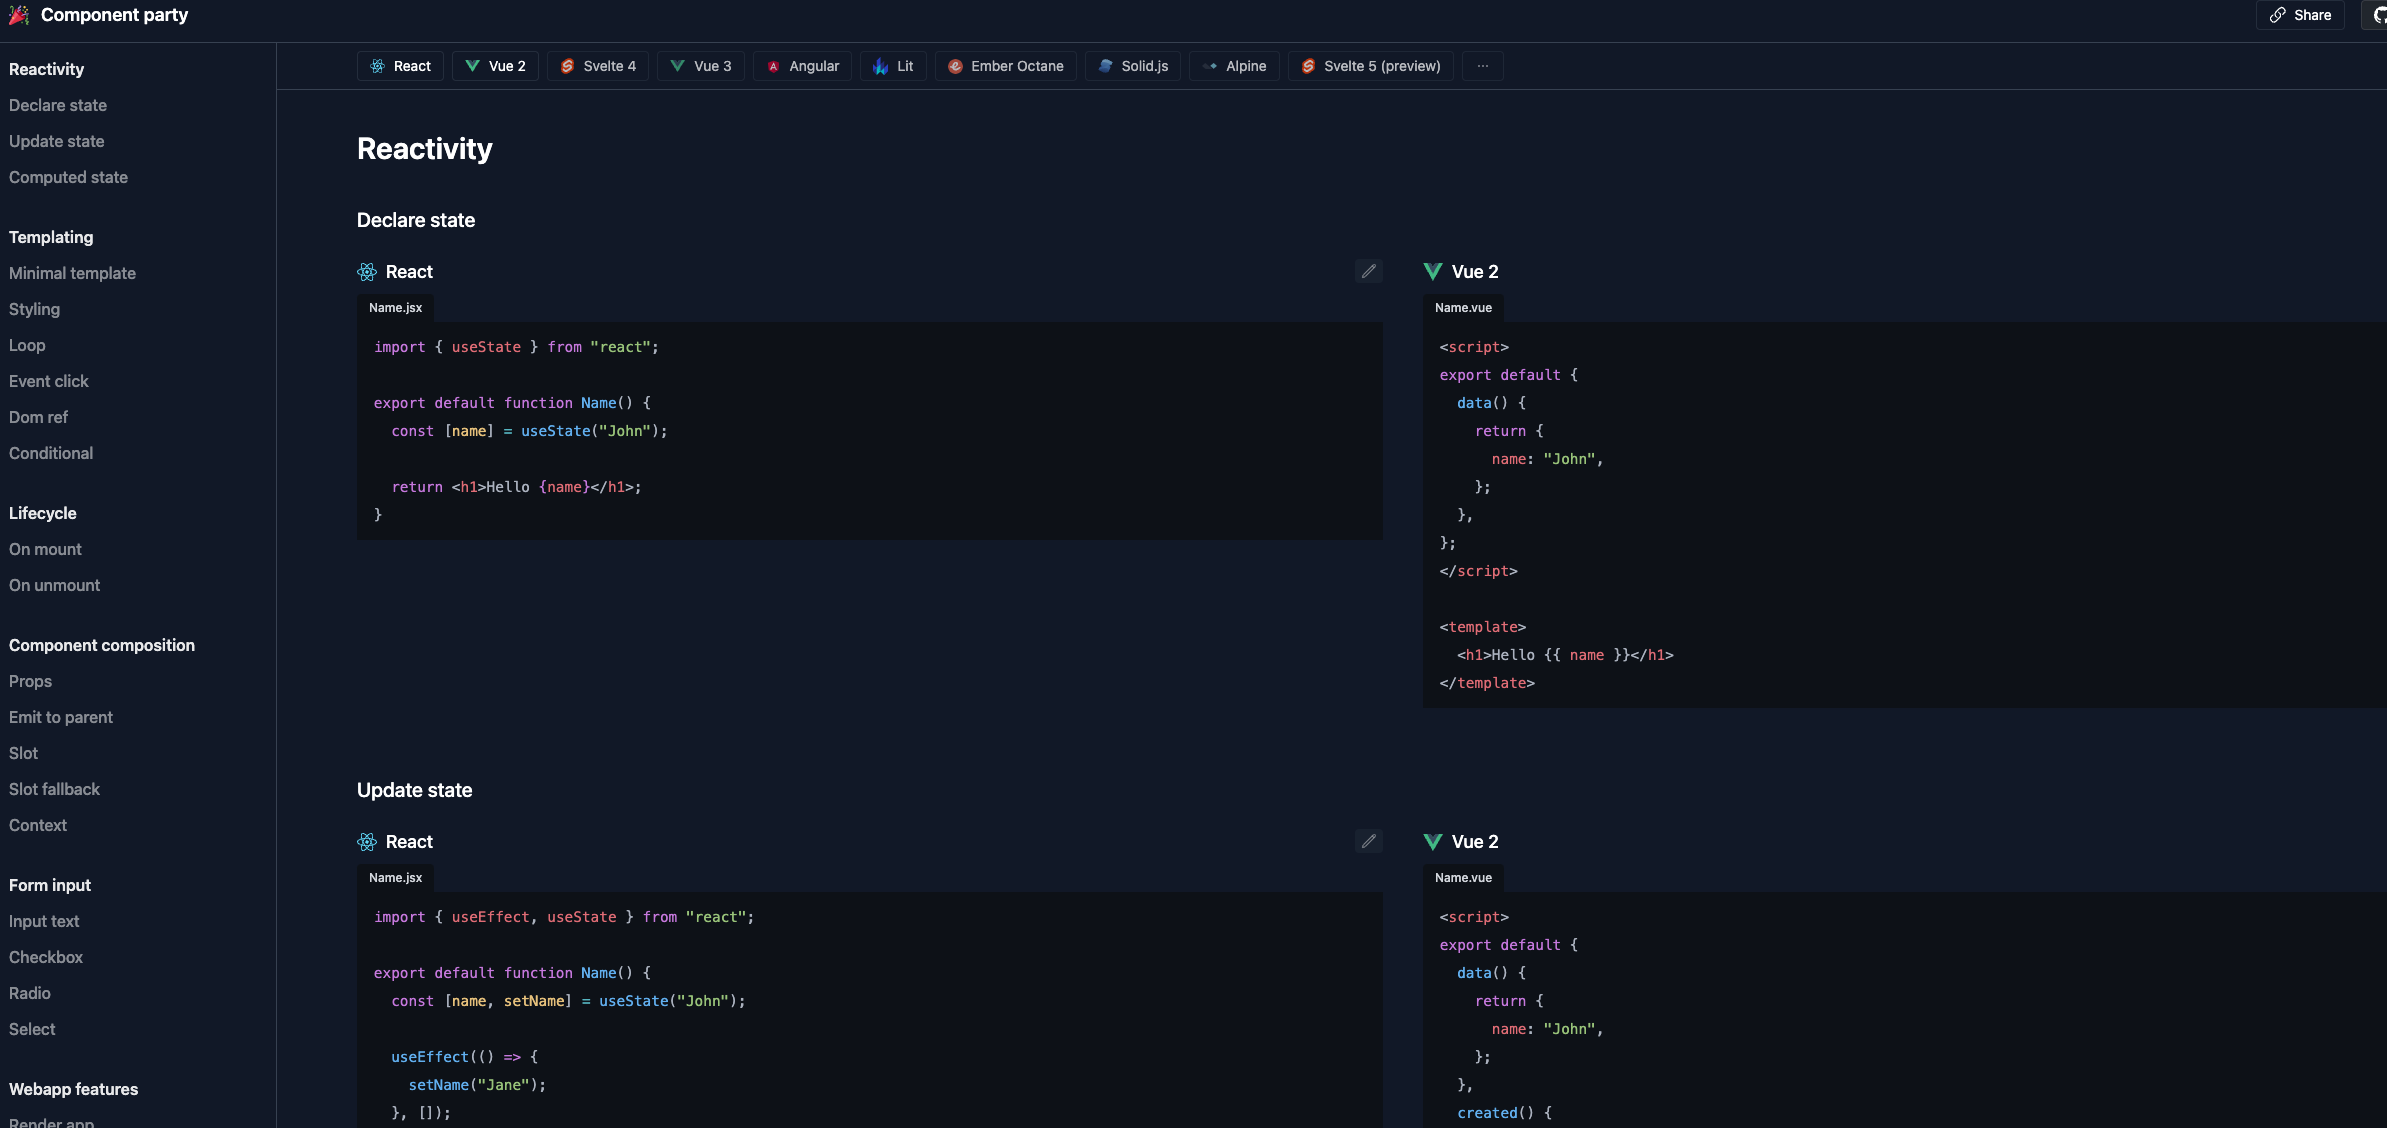 Component party
Share
Reactivity
Declare state
Update state
Computed state
Templating
Minimal template
Styling
Loop
Event click
Dom ref
Conditional
Lifecycle
On mount
On unmount
Component composition
Props
Emit to parent
Slot
Slot fallback
Context
Form input
Input text
Checkbox
Radio
Select
Webapp features
Render app
React
Vue 2
Svelte 4
Vue 3
Angular
Lit
Ember Octane
Solid.js
Alpine
Svelte 5 (preview)
...
Reactivity
Declare state
React
Name.jsx
import { useState } from "react";
export default function Name() {
  const [name] = useState("John");
  return <h1>Hello {name}</h1>;
}
Vue 2
Name.vue
<script>
export default {
  data() {
    return {
      name: "John",
    };
  },
};
</script>
<template>
  <h1>Hello {{ name }}</h1>
</template>
Update state
React
Name.jsx
import { useEffect, useState } from "react";
export default function Name() {
  const [name, setName] = useState("John");
  useEffect(() => {
    setName("Jane");
  }, []);
Vue 2
Name.vue
<script>
export default {
  data() {
    return {
      name: "John",
    };
  },
  created() {